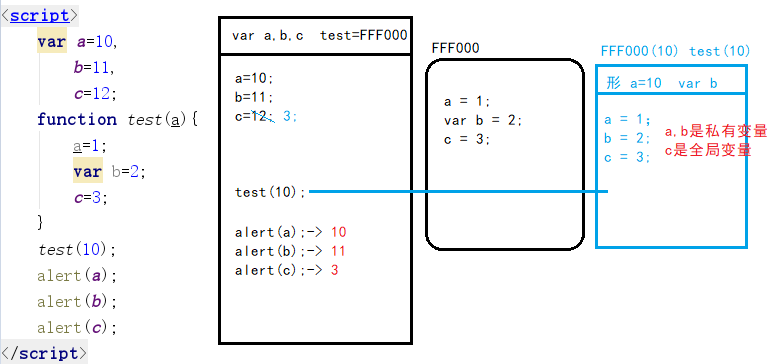 <script>
var a=10,
b=11,
c=12;
function test(a){
a=1;
var b=2;
c=3;
}
test(10);
alert(a);
alert(b);
alert(c);
</script>
var a,b,c test=FFF000
a=10;
b=11;
c=12; 3;
test(10);
alert(a);-> 10
alert(b);-> 11
alert(c);-> 3
FFF000
a = 1;
var b = 2;
c = 3;
FFF000(10) test(10)
形 a=10 var b
a = 1;
b = 2;
c = 3;
a,b是私有变量
c是全局变量